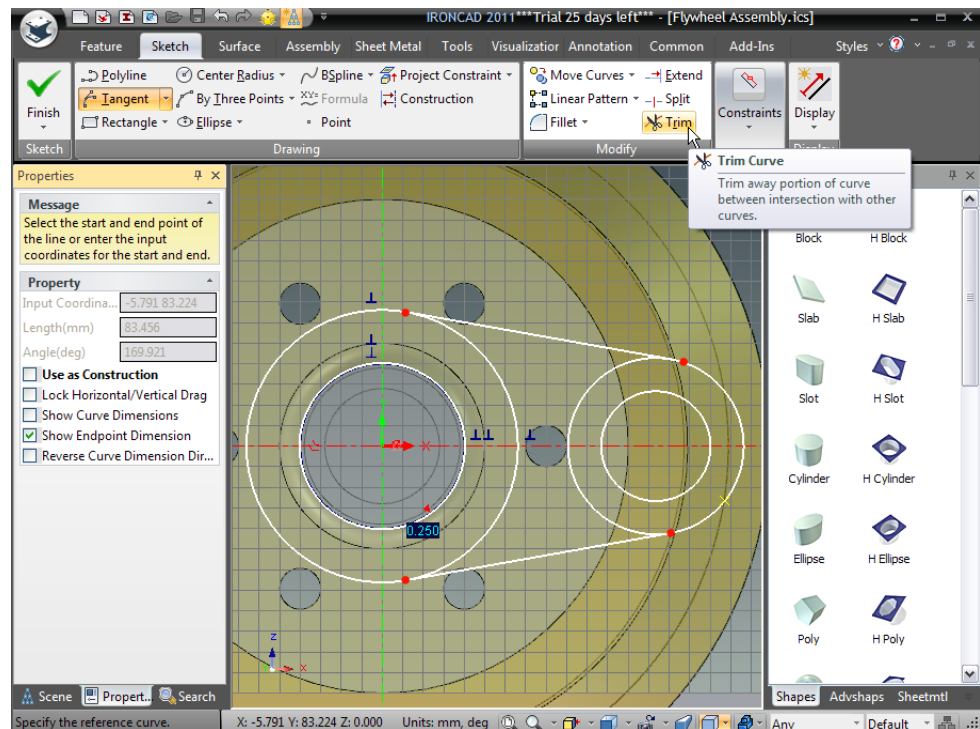 IRONCAD 2011***Trial 25 days left*** - [Flywheel Assembly.ics]
Feature Sketch Surface Assembly Sheet Metal Tools Visualization Annotation Common Add-Ins Styles
Polyline Center Radius BSpline Project Constraint Move Curves Extend
Tangent By Three Points Formula Construction Linear Pattern Split
Rectangle Ellipse Point Fillet Trim
Finish Constraints Display
Sketch Drawing Modify Display
Trim Curve
Trim away portion of curve
between intersection with other
curves.
Properties
Message
Select the start and end point of
the line or enter the input
coordinates for the start and end.
Property
Input Coordina... -5.791 83.224
Length(mm) 83.456
Angle(deg) 169.921
Use as Construction
Lock Horizontal/Vertical Drag
Show Curve Dimensions
Show Endpoint Dimension
Reverse Curve Dimension Dir...
X
0.250
Z
X
Block H Block
Slab H Slab
Slot H Slot
Cylinder H Cylinder
Ellipse H Ellipse
Poly H Poly
Scene Propert... Search
Shapes Advshaps Sheetmtl
Specify the reference curve. X: -5.791 Y: 83.224 Z: 0.000 Units: mm, deg Any Default